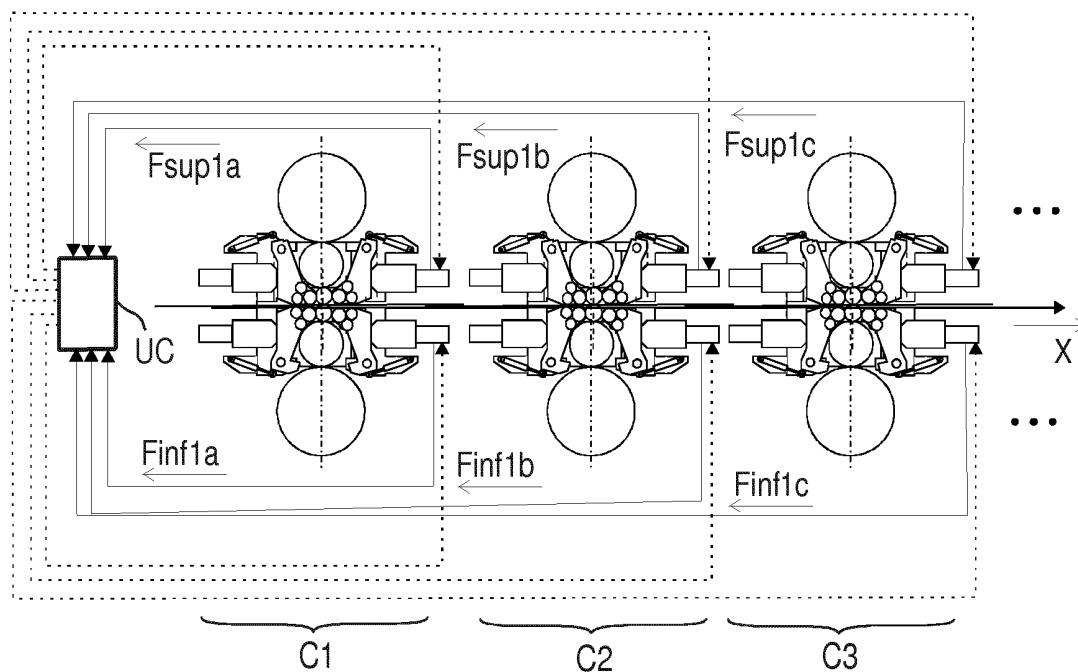 Fsup1a
Fsup1b
Fsup1c
UC
X
Finf1a
Finf1b
Finf1c
C1
C2
C3